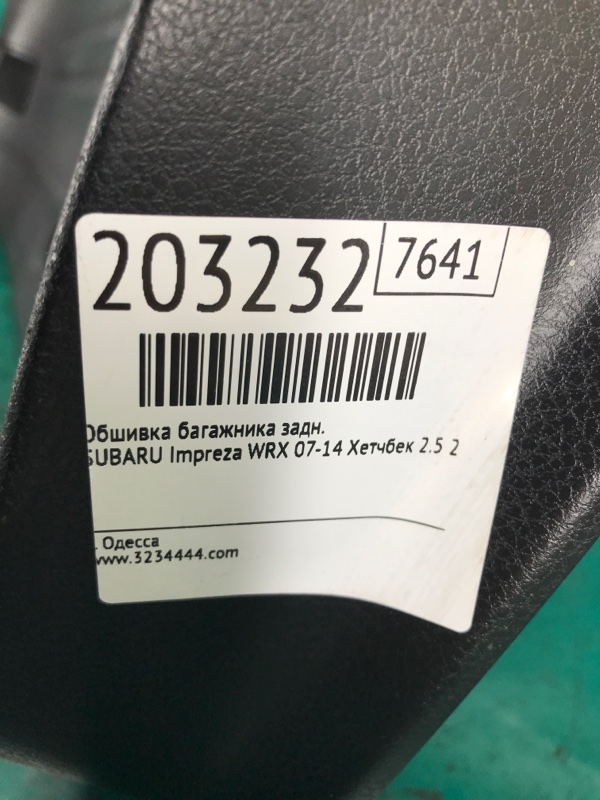 203232 7641
Обшивка багажника задн.
SUBARU Impreza WRX 07-14 Хетчбек 2.5 2
. Одесса
www.3234444.com